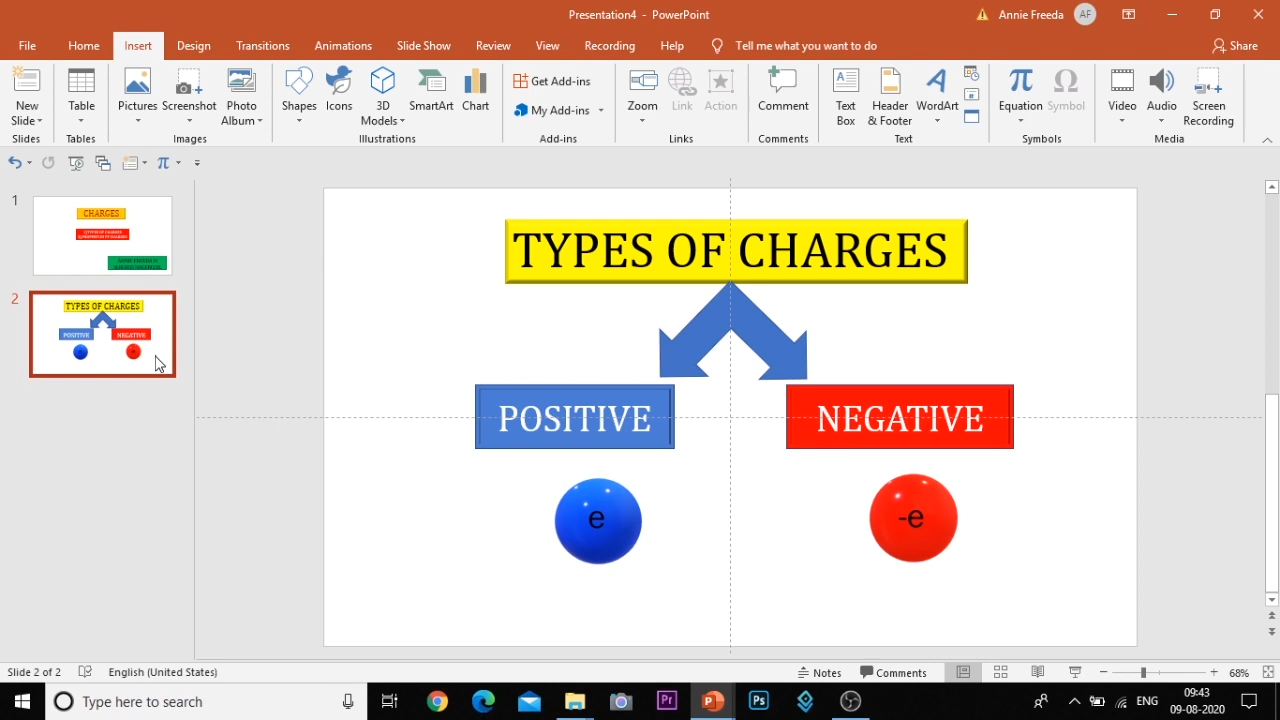 Presentation4 - PowerPoint
Annie Freeda AF
File Home Insert Design Transitions Animations Slide Show Review View Recording Help Tell me what you want to do Share
New Slide
Table
Pictures
Screenshot
Photo Album
Shapes
Icons
3D Models
SmartArt
Chart
Get Add-ins
My Add-ins
Zoom
Link
Action
Comment
Text Box
Header & Footer
WordArt
Equation
Symbol
Video
Audio
Screen Recording
Slides Tables Images Illustrations Add-ins Links Comments Text Symbols Media
1
CHARGES
2
TYPES OF CHARGES
POSITIVE NEGATIVE
TYPES OF CHARGES
POSITIVE NEGATIVE
e -e
Slide 2 of 2 English (United States) Notes Comments 68%
Type here to search
Pr
Ps
ENG
09:43
09-08-2020